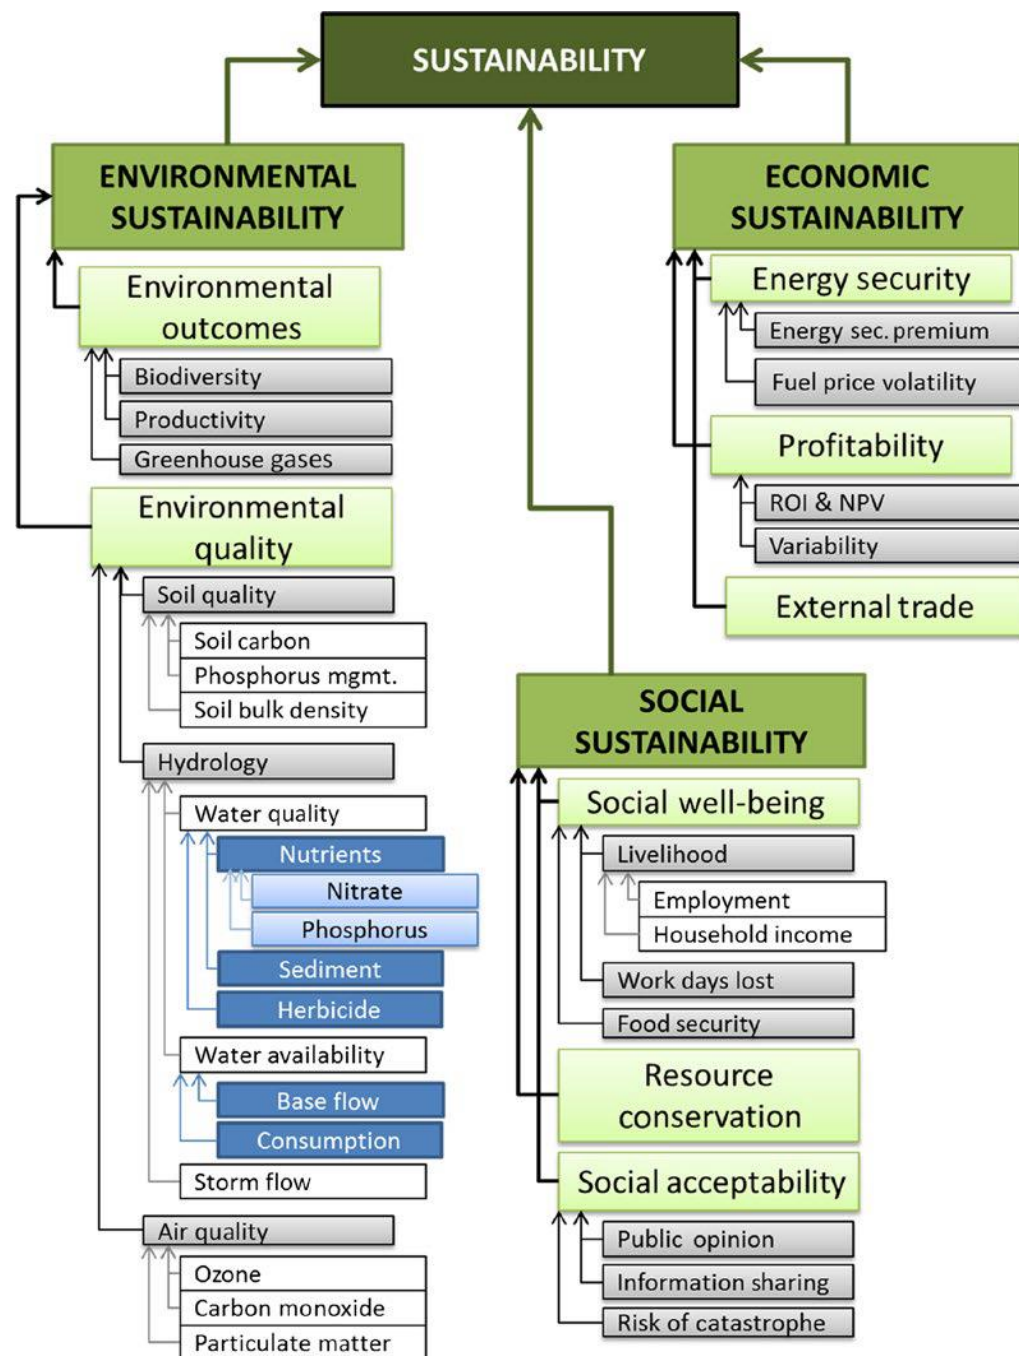 SUSTAINABILITY
ENVIRONMENTAL
SUSTAINABILITY
Environmental
outcomes
Biodiversity
Productivity
Greenhouse gases
Environmental
quality
Soil quality
Soil carbon
Phosphorus mgmt.
Soil bulk density
Hydrology
Water quality
Nutrients
Nitrate
Phosphorus
Sediment
Herbicide
Water availability
Base flow
Consumption
Storm flow
Air quality
Ozone
Carbon monoxide
Particulate matter
ECONOMIC
SUSTAINABILITY
Energy security
Energy sec. premium
Fuel price volatility
Profitability
ROI & NPV
Variability
External trade
SOCIAL
SUSTAINABILITY
Social well-being
Livelihood
Employment
Household income
Work days lost
Food security
Resource
conservation
Social acceptability
Public opinion
Information sharing
Risk of catastrophe